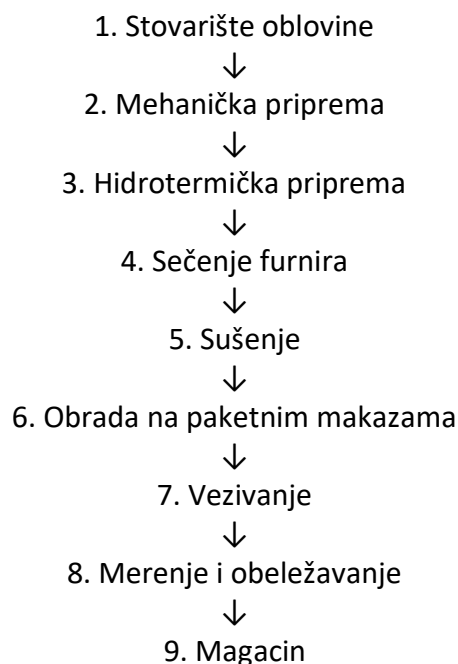 1. Stovarište oblovine
↓
2. Mehanička priprema
↓
3. Hidrotermička priprema
↓
4. Sečenje furnira
↓
5. Sušenje
↓
6. Obrada na paketnim makazama
↓
7. Vezivanje
↓
8. Merenje i obeležavanje
↓
9. Magacin